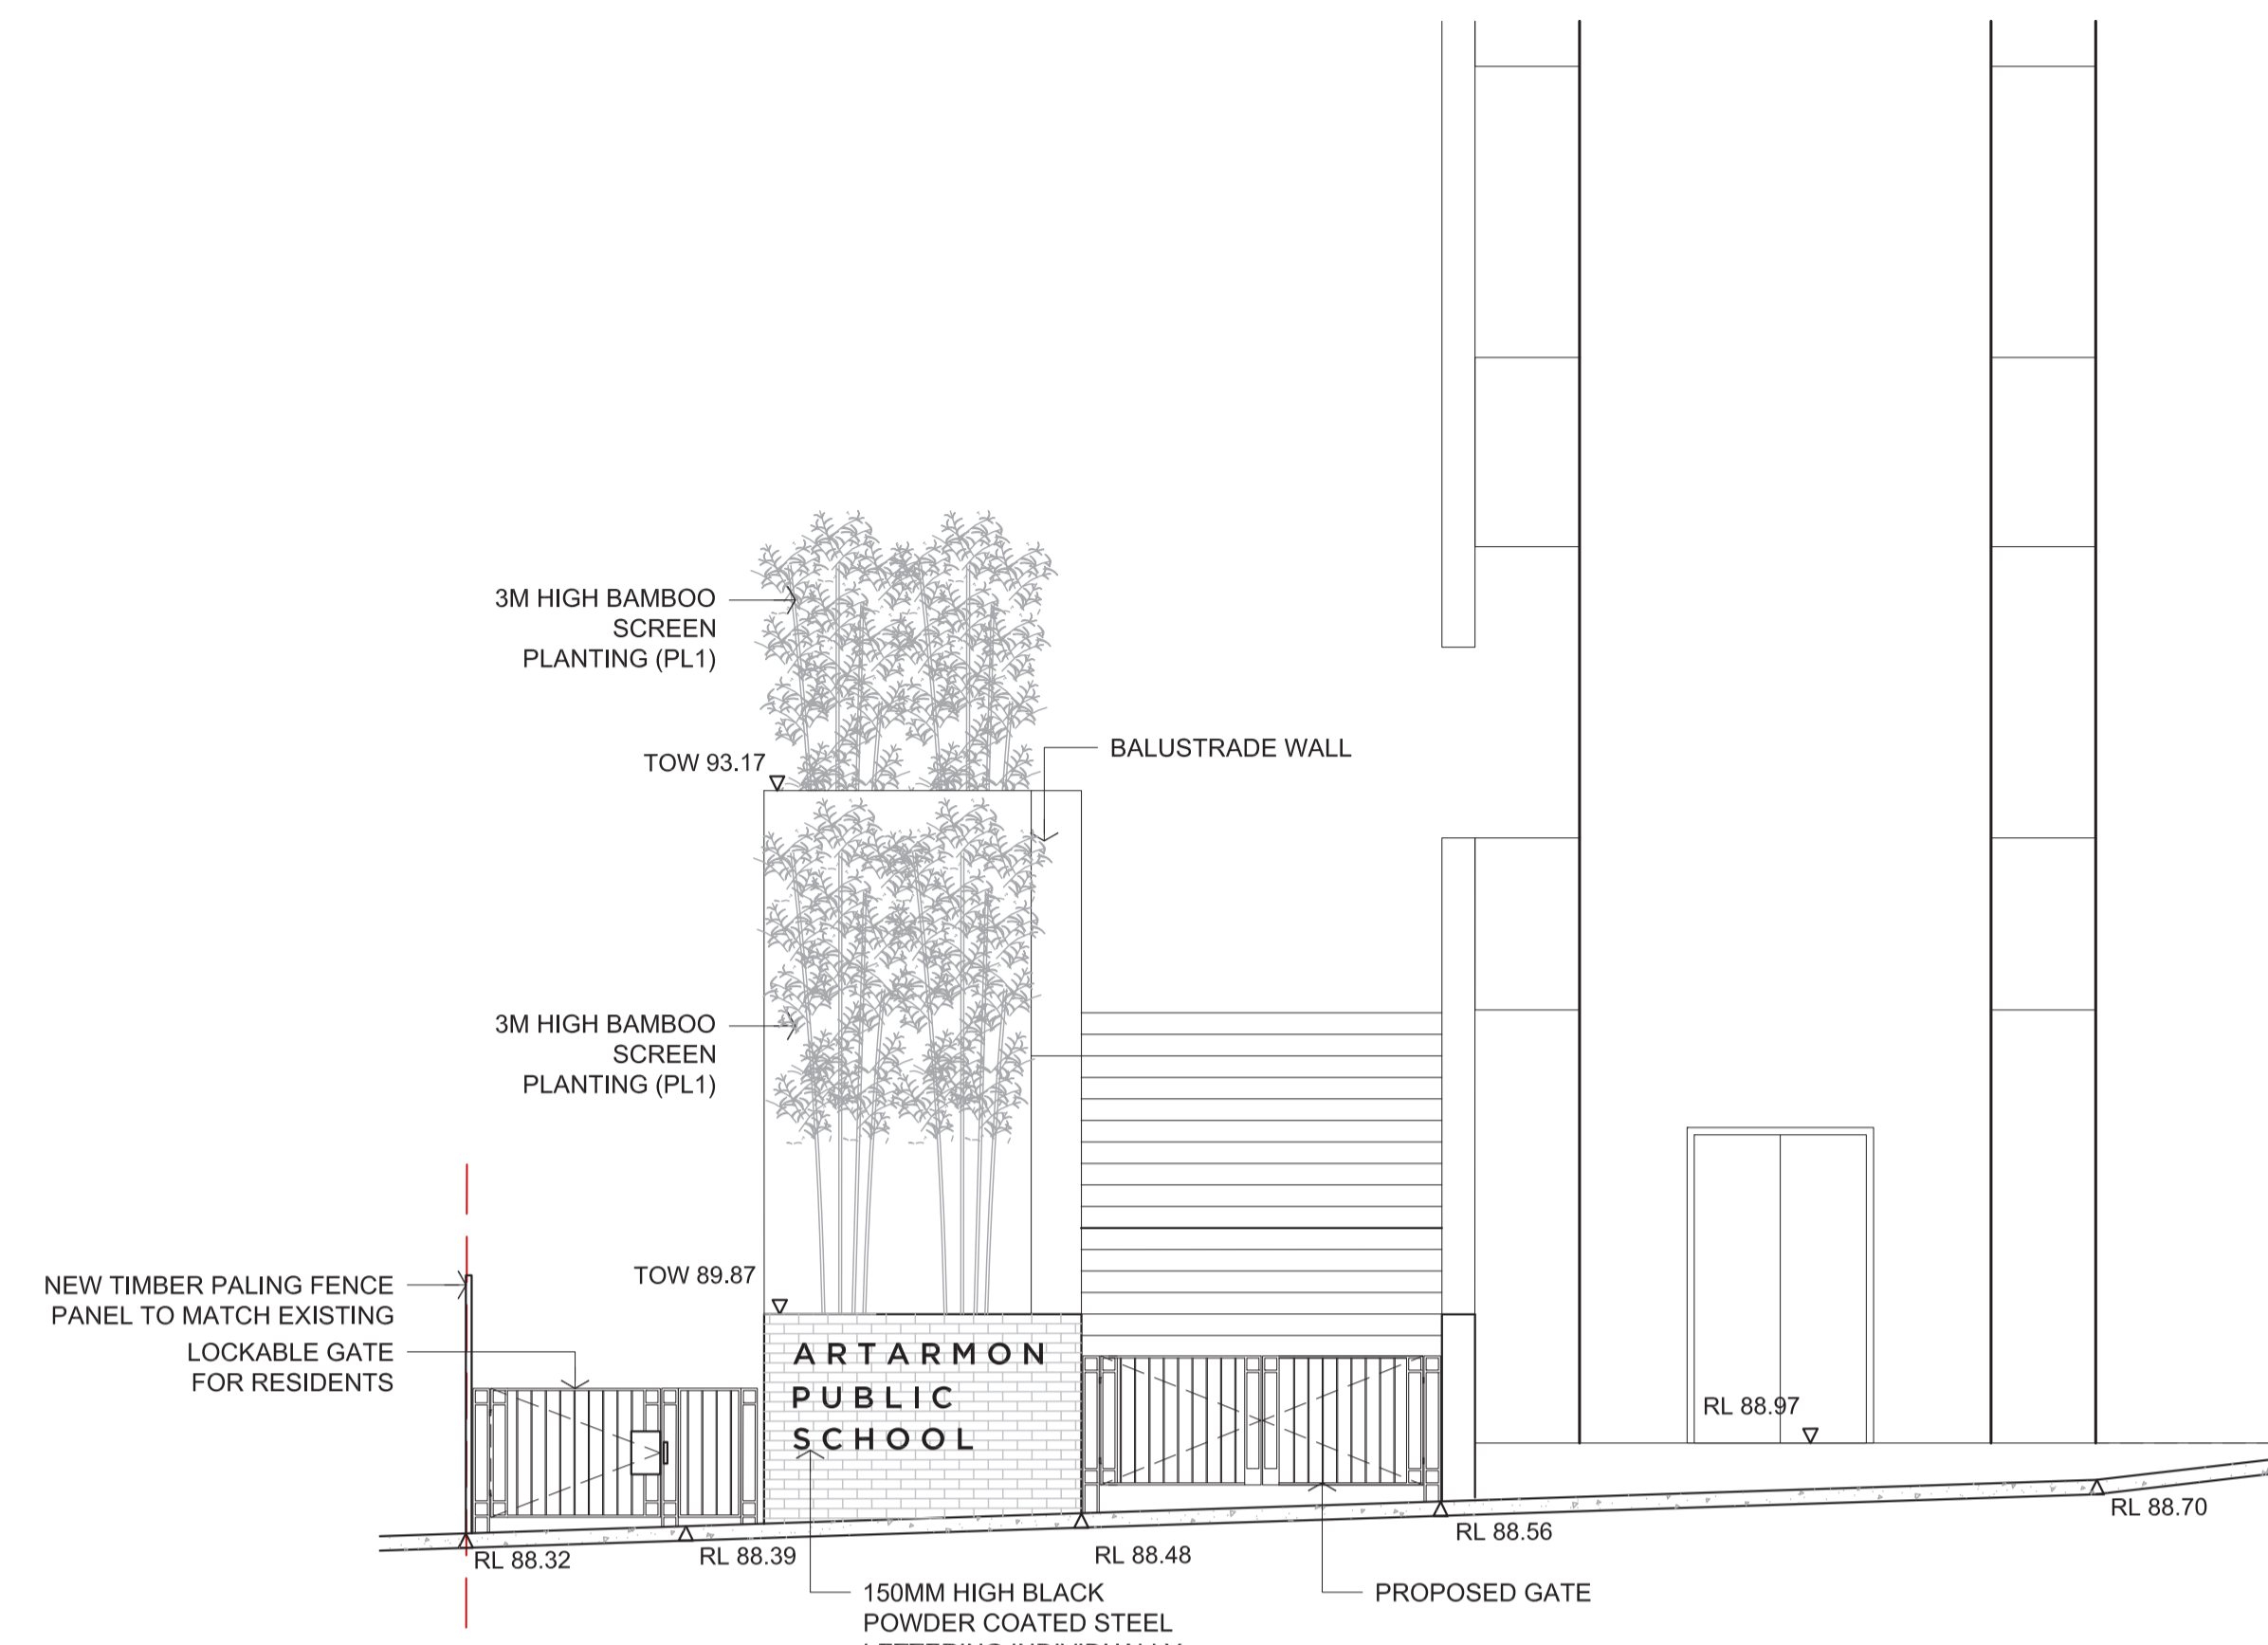 3M HIGH BAMBOO
SCREEN
PLANTING (PL1)
TOW 93.17
BALUSTRADE WALL
3M HIGH BAMBOO
SCREEN
PLANTING (PL1)
TOW 89.87
NEW TIMBER PALING FENCE
PANEL TO MATCH EXISTING
LOCKABLE GATE
FOR RESIDENTS
ARTARMON
PUBLIC
SCHOOL
RL 88.97
RL 88.32
RL 88.39
RL 88.48
RL 88.56
RL 88.70
150MM HIGH BLACK
POWDER COATED STEEL
LETTERING INDIVIDUALLY
PROPOSED GATE